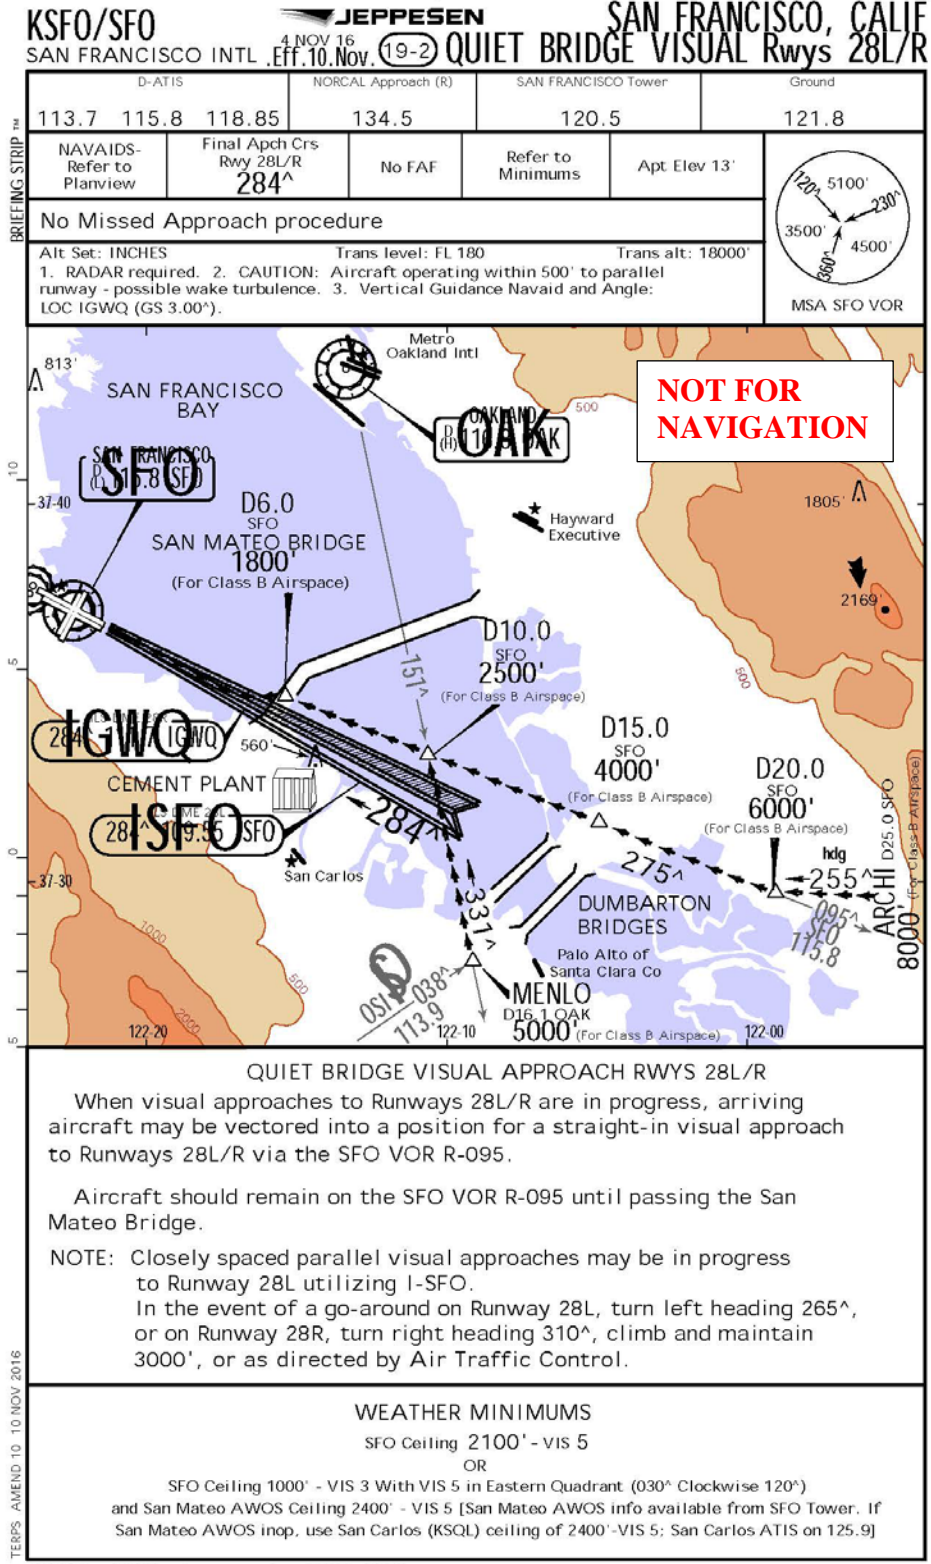 KSFO/SFO
SAN FRANCISCO INTL
JEPPESEN
4 NOV 16
.Eff.10.Nov.
19-2
SAN FRANCISCO, CALIF
QUIET BRIDGE VISUAL Rwys 28L/R
D-ATIS
113.7 115.8 118.85
NORCAL Approach (R)
134.5
SAN FRANCISCO Tower
120.5
Ground
121.8
BRIEFING STRIP TM
NAVAIDS-
Refer to
Planview
Final Apch Crs
Rwy 28L/R
284^
No FAF
Refer to
Minimums
Apt Elev 13'
No Missed Approach procedure
Alt Set: INCHES Trans level: FL 180 Trans alt: 18000'
1. RADAR required. 2. CAUTION: Aircraft operating within 500' to parallel
runway - possible wake turbulence. 3. Vertical Guidance Navaid and Angle:
LOC IGWQ (GS 3.00^).
120^
5100'
230^
3500'
4500'
360^
MSA SFO VOR
813'
SAN FRANCISCO
BAY
Metro
Oakland Intl
NOT FOR
NAVIGATION
500
OAKLAND
OAK
SAN FRANCISCO
SFO
115.8 SFO
10
37-40
D6.0
SFO
SAN MATEO BRIDGE
1800'
(For Class B Airspace)
Hayward
Executive
1805'
2169'
5
151^
D10.0
SFO
2500'
(For Class B Airspace)
500
IGWQ
284^ IGWQ
560'
CEMENT PLANT
ISFO
284^ 109.55 ISFO
284^
D15.0
SFO
4000'
(For Class B Airspace)
D20.0
SFO
6000'
(For Class B Airspace)
ARCHI D25.0 SFO
8000' (For Class B Airspace)
hdg
255^
275^
0
37-30
San Carlos
331^
DUMBARTON
BRIDGES
095^
SFO
115.8
1000
500
2000
Palo Alto of
Santa Clara Co
OSI
038^
113.9
MENLO
D16.1 OAK
5000' (For Class B Airspace)
5
122-20
122-10
122-00
QUIET BRIDGE VISUAL APPROACH RWYS 28L/R
When visual approaches to Runways 28L/R are in progress, arriving
aircraft may be vectored into a position for a straight-in visual approach
to Runways 28L/R via the SFO VOR R-095.
Aircraft should remain on the SFO VOR R-095 until passing the San
Mateo Bridge.
NOTE: Closely spaced parallel visual approaches may be in progress
to Runway 28L utilizing I-SFO.
In the event of a go-around on Runway 28L, turn left heading 265^,
or on Runway 28R, turn right heading 310^, climb and maintain
3000', or as directed by Air Traffic Control.
TERPS AMEND 10 10 NOV 2016
WEATHER MINIMUMS
SFO Ceiling 2100'- VIS 5
OR
SFO Ceiling 1000' - VIS 3 With VIS 5 in Eastern Quadrant (030^ Clockwise 120^)
and San Mateo AWOS Ceiling 2400' - VIS 5 [San Mateo AWOS info available from SFO Tower. If
San Mateo AWOS inop, use San Carlos (KSQL) ceiling of 2400'-VIS 5; San Carlos ATIS on 125.9]